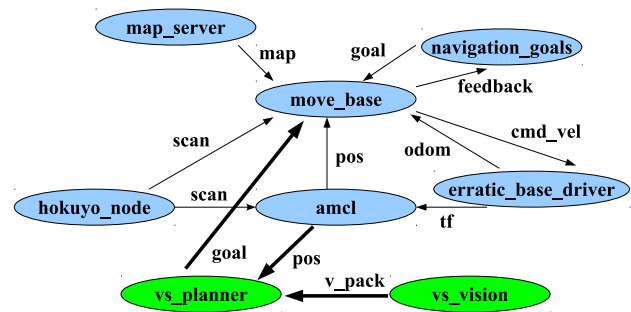 map_server
map
goal
navigation_goals
feedback
move_base
scan
cmd_vel
pos
odom
scan
hokuyo_node
amcl
erratic_base_driver
tf
goal
pos
v_pack
vs_planner
vs_vision